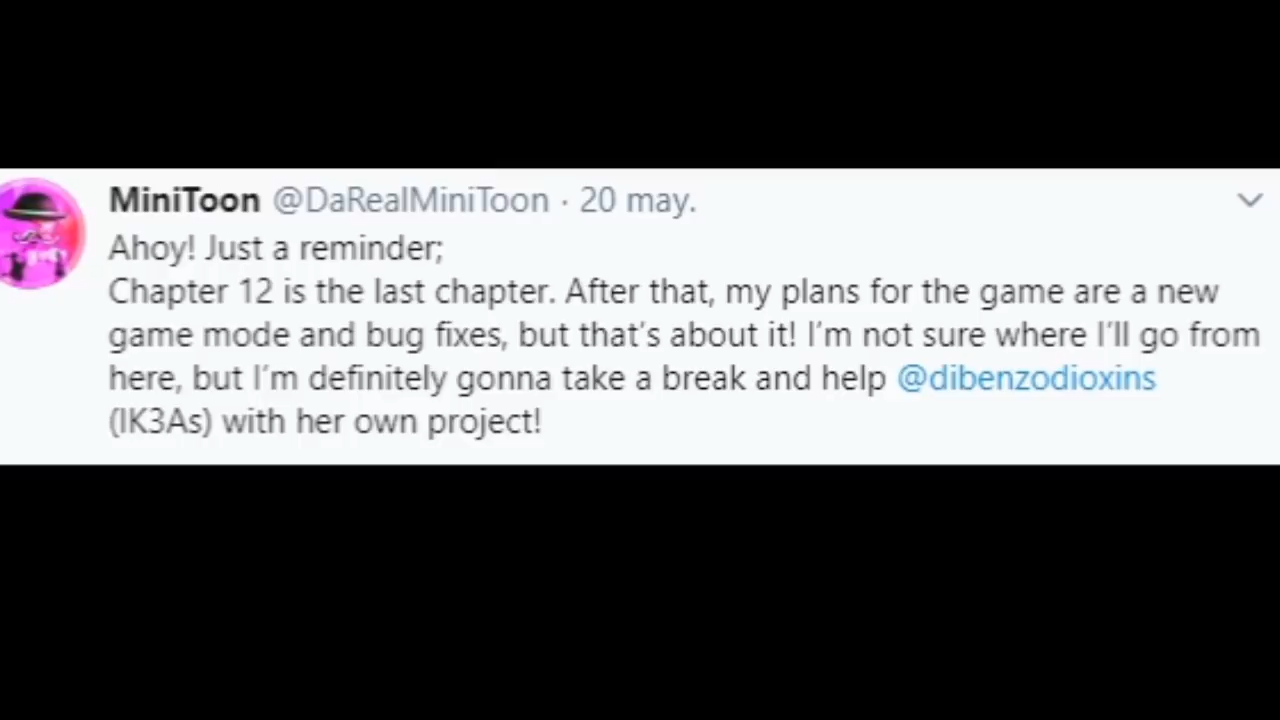 MiniToon @DaRealMiniToon · 20 may.
Ahoy! Just a reminder;
Chapter 12 is the last chapter. After that, my plans for the game are a new
game mode and bug fixes, but that's about it! I'm not sure where I'll go from
here, but I'm definitely gonna take a break and help @dibenzodioxins
(IK3As) with her own project!